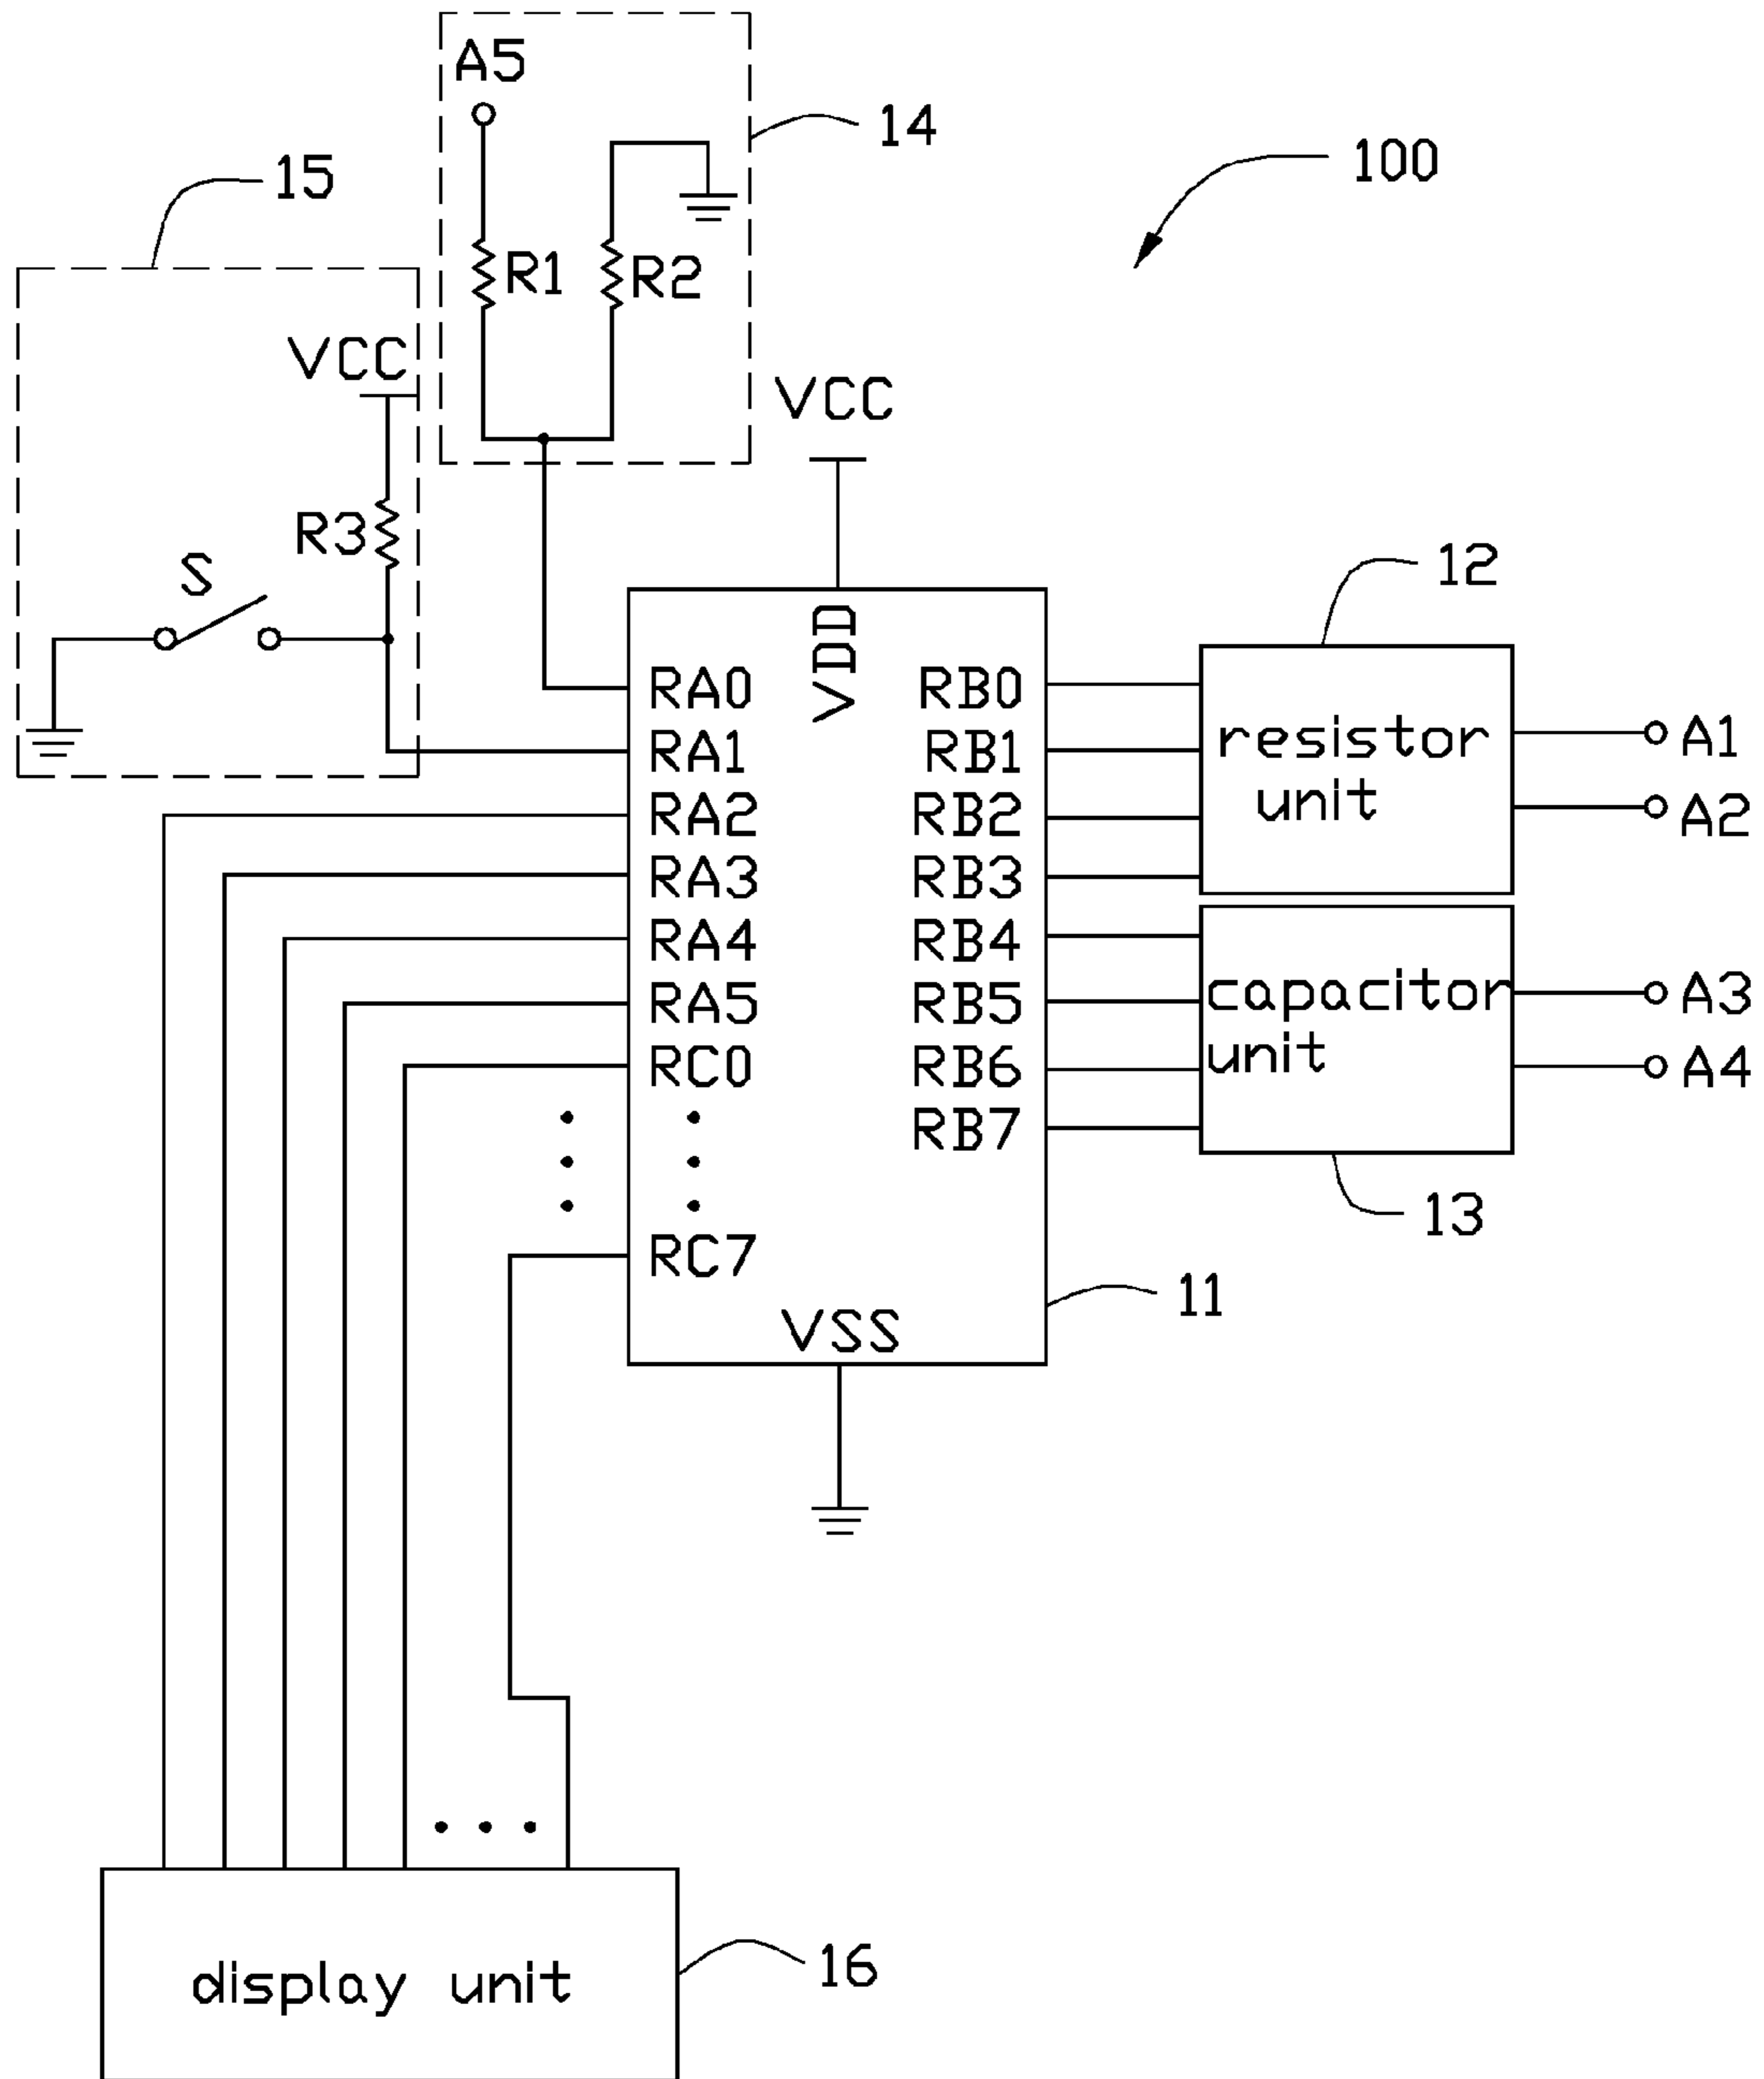 A5
14
100
15
R1
R2
VCC
VCC
R3
S
12
VDD
RA0
RB0
RA1
RB1
resistor
unit
A1
RA2
RB2
A2
RA3
RB3
RA4
RB4
RA5
RB5
capacitor
unit
A3
RC0
RB6
A4
RB7
13
RC7
11
VSS
16
display unit